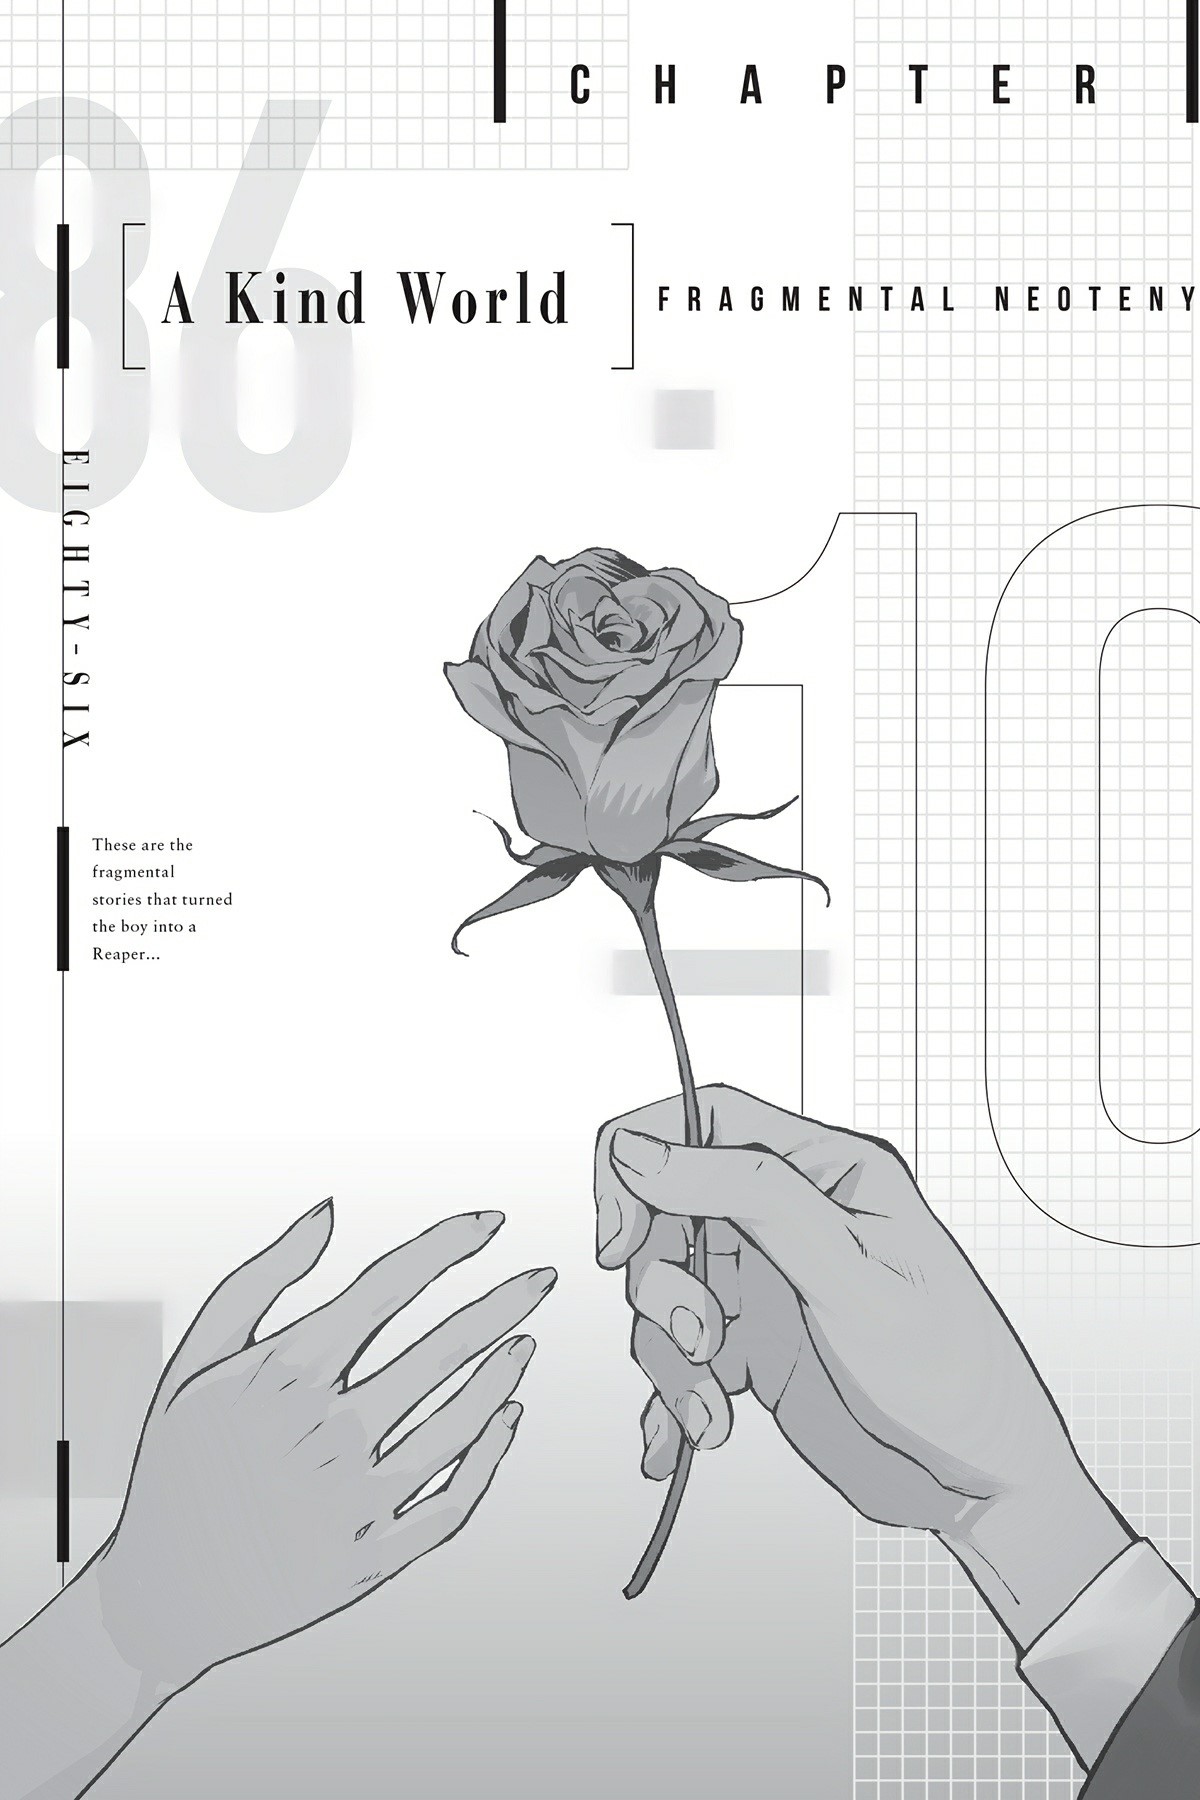 CHAPTER
86
A Kind World
FRAGMENTAL NEOTENY
EIGHTY-SIX
10
These are the
fragmental
stories that turned
the boy into a
Reaper...